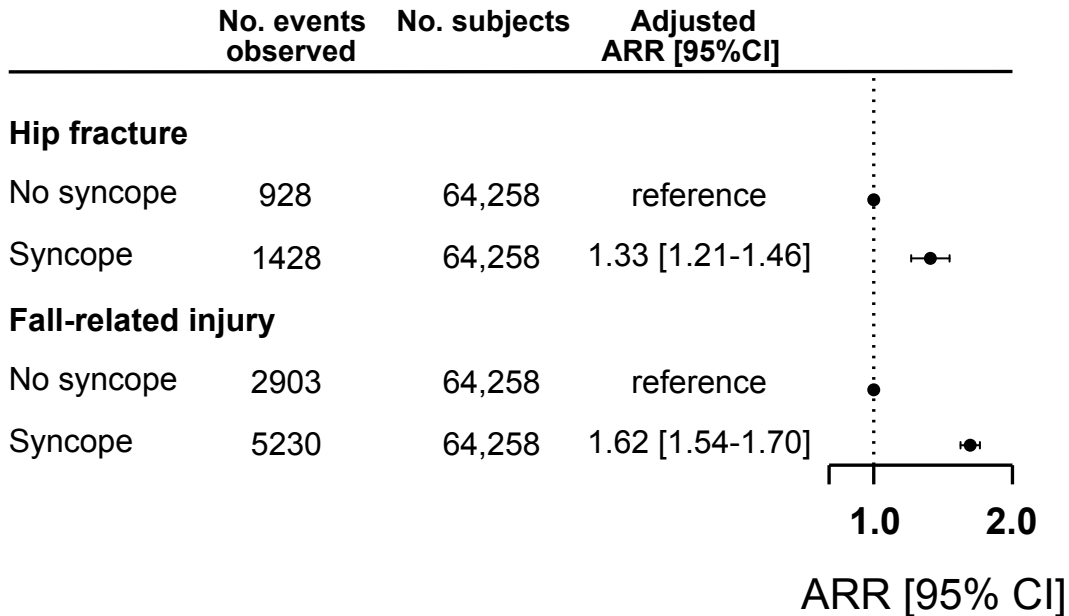 No. events No. subjects Adjusted
observed ARR [95%CI]
Hip fracture
No syncope 928 64,258 reference
Syncope 1428 64,258 1.33 [1.21-1.46]
Fall-related injury
No syncope 2903 64,258 reference
Syncope 5230 64,258 1.62 [1.54-1.70]
1.0 2.0
ARR [95% CI]